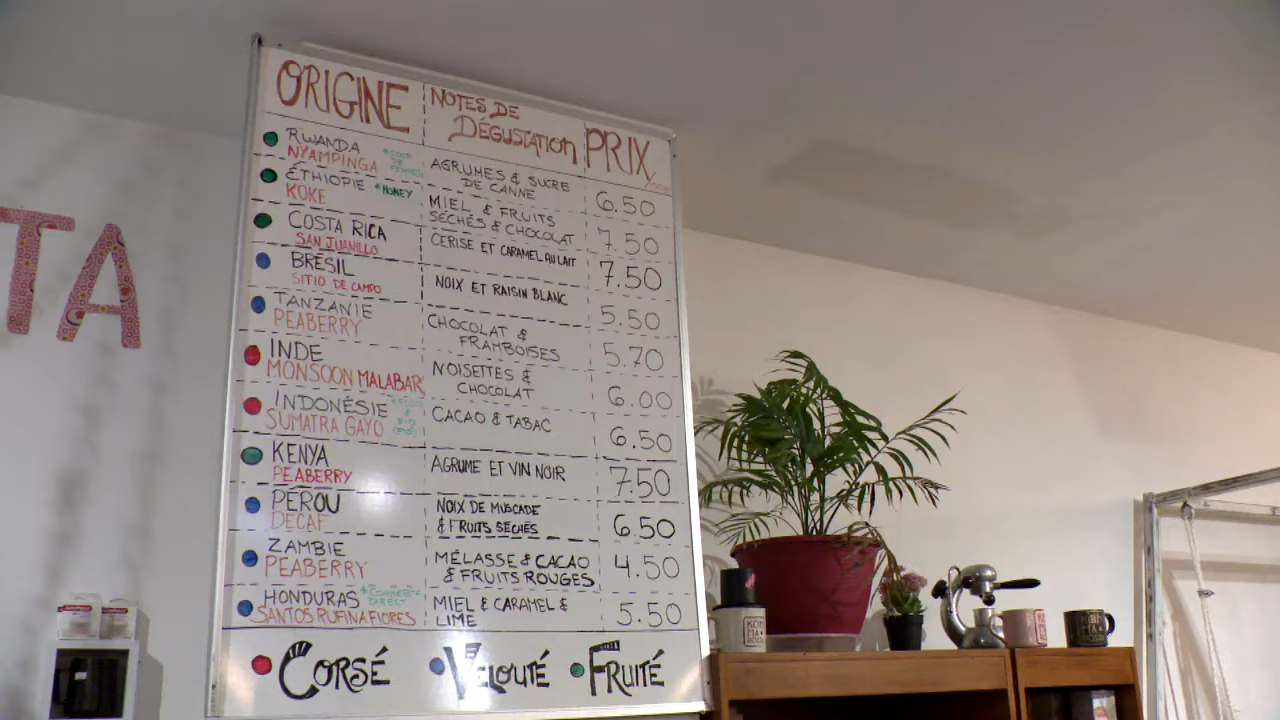 TA
ORIGINE
NOTES DE
DÉGUSTATION
PRIX
RWANDA
NYAMPINGA
AGRUMES & SUCRE
DE CANNE
6.50
ÉTHIOPIE *HONEY
KOKE
MIEL & FRUITS
SÉCHÉS & CHOCOLAT
7.50
COSTA RICA
SAN JUANILLO
CERISE ET CARAMEL AU LAIT
7.50
BRÉSIL
SITIO DE CAMPO
NOIX ET RAISIN BLANC
5.50
TANZANIE
PEABERRY
CHOCOLAT &
FRAMBOISES
5.70
INDE
MONSOON MALABAR
NOISETTES &
CHOCOLAT
6.00
INDONÉSIE
SUMATRA GAYO
CACAO & TABAC
6.50
KENYA
PEABERRY
AGRUME ET VIN NOIR
7.50
PÉROU
DECAF
NOIX DE MUSCADE
& FRUITS SÉCHÉS
6.50
ZAMBIE
PEABERRY
MÉLASSE & CACAO
& FRUITS ROUGES
4.50
HONDURAS *COMMERCE
DIRECT
SANTOS RUFINA FLORES
MIEL & CARAMEL &
LIME
5.50
CORSÉ VELOUTÉ FRUITÉ